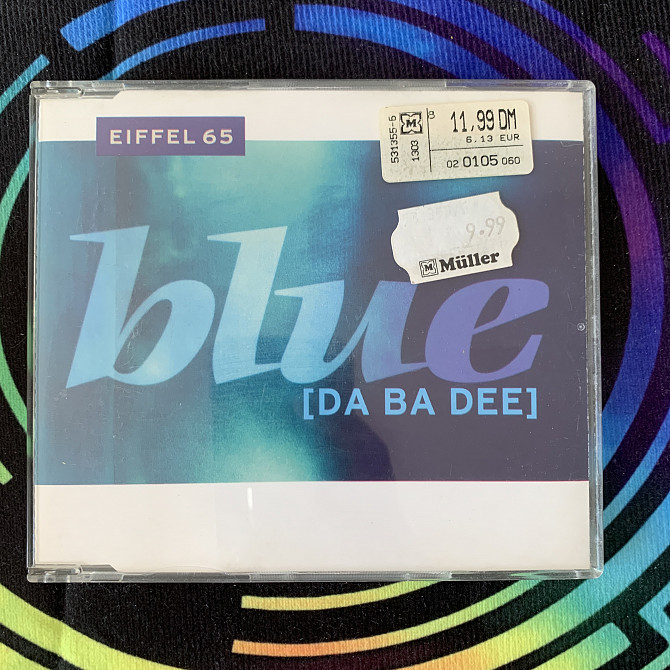 EIFFEL 65
531355-6
1303
8
11,99 DM
6.13 EUR
02 0105 060
9.99
M Müller
blue
[DA BA DEE]